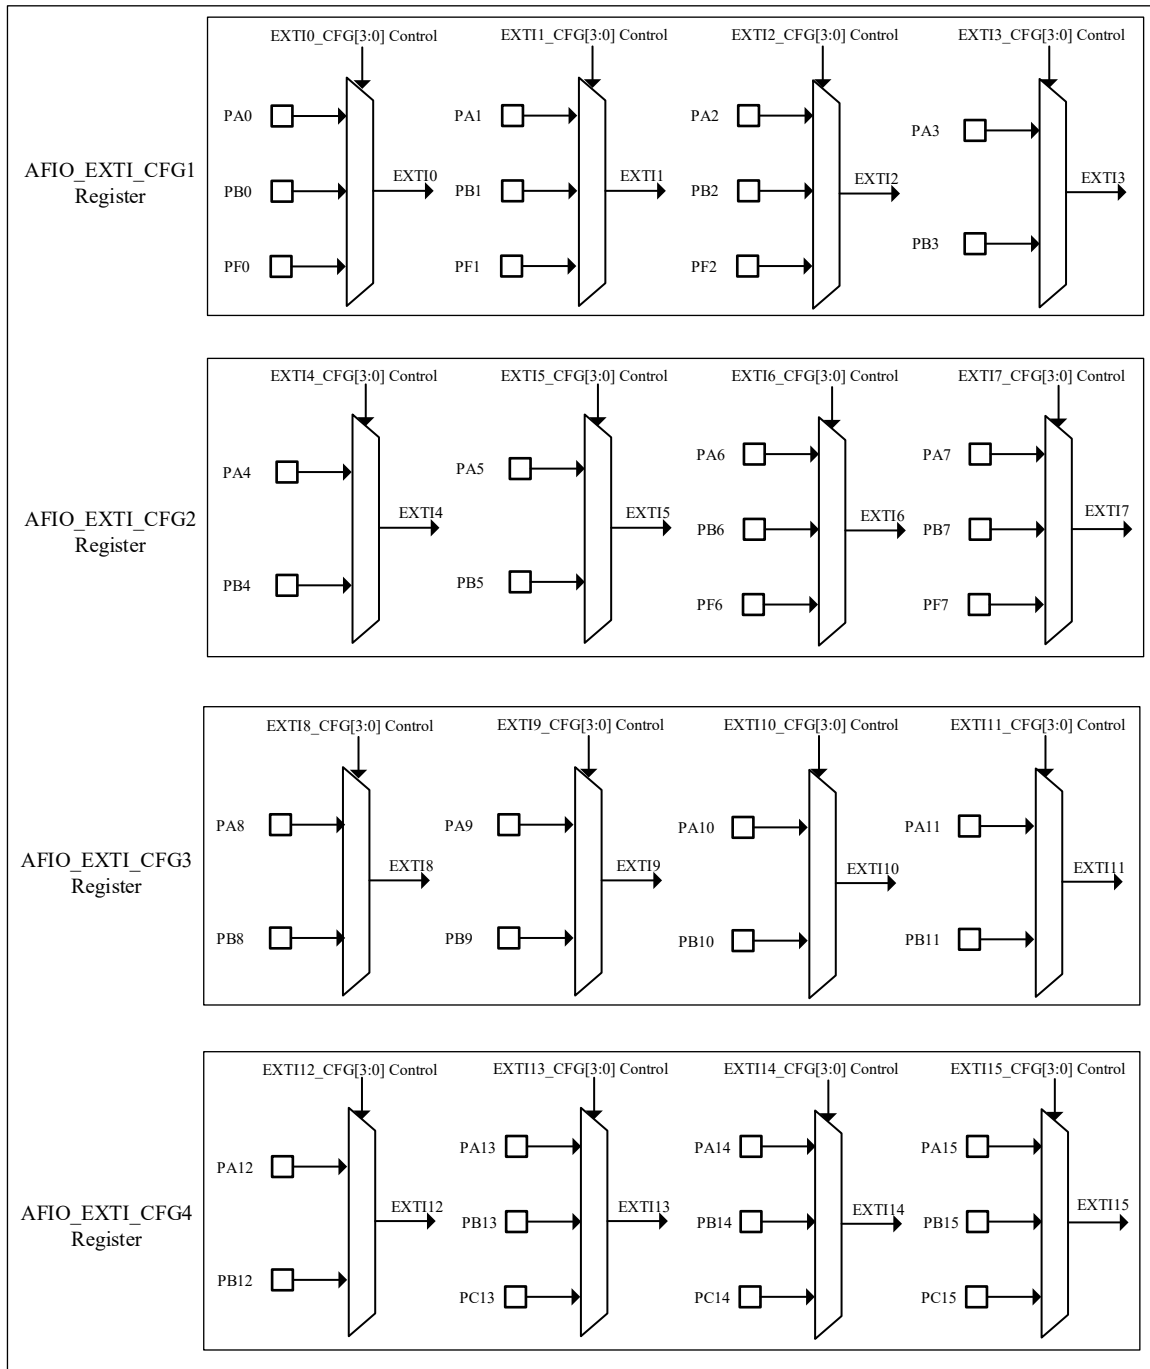 EXTI0_CFG[3:0] Control
EXTI1_CFG[3:0] Control
EXTI2_CFG[3:0] Control
EXTI3_CFG[3:0] Control
AFIO_EXTI_CFG1
Register
PA0
PB0
PF0
EXTI0
PA1
PB1
PF1
EXTI1
PA2
PB2
PF2
EXTI2
PA3
PB3
EXTI3
EXTI4_CFG[3:0] Control
EXTI5_CFG[3:0] Control
EXTI6_CFG[3:0] Control
EXTI7_CFG[3:0] Control
AFIO_EXTI_CFG2
Register
PA4
PB4
EXTI4
PA5
PB5
EXTI5
PA6
PB6
PF6
EXTI6
PA7
PB7
PF7
EXTI7
EXTI8_CFG[3:0] Control
EXTI9_CFG[3:0] Control
EXTI10_CFG[3:0] Control
EXTI11_CFG[3:0] Control
AFIO_EXTI_CFG3
Register
PA8
PB8
EXTI8
PA9
PB9
EXTI9
PA10
PB10
EXTI10
PA11
PB11
EXTI11
EXTI12_CFG[3:0] Control
EXTI13_CFG[3:0] Control
EXTI14_CFG[3:0] Control
EXTI15_CFG[3:0] Control
AFIO_EXTI_CFG4
Register
PA12
PB12
EXTI12
PA13
PB13
PC13
EXTI13
PA14
PB14
PC14
EXTI14
PA15
PB15
PC15
EXTI15